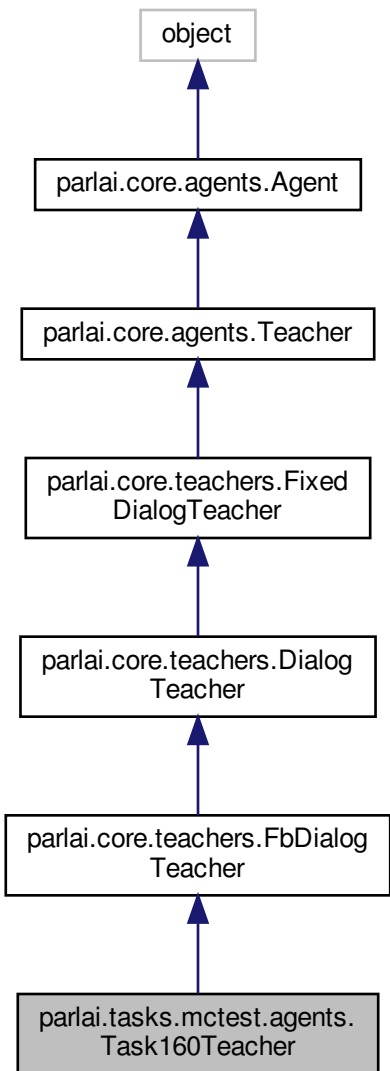 object
parlai.core.agents.Agent
parlai.core.agents.Teacher
parlai.core.teachers.Fixed
DialogTeacher
parlai.core.teachers.Dialog
Teacher
parlai.core.teachers.FbDialog
Teacher
parlai.tasks.mctest.agents.
Task160Teacher